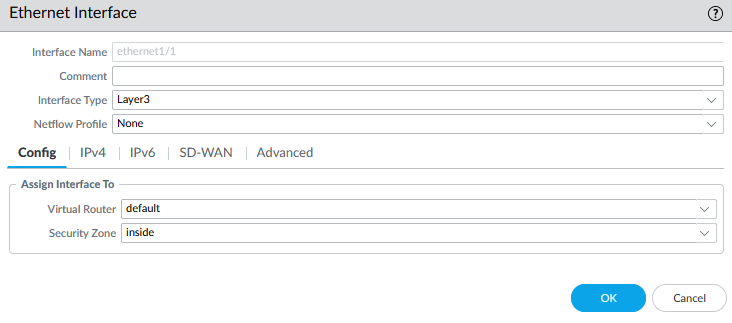 Ethernet Interface
Interface Name ethernet1/1
Comment
Interface Type Layer3
Netflow Profile None
Config IPv4 IPv6 SD-WAN Advanced
Assign Interface To
Virtual Router default
Security Zone inside
OK Cancel